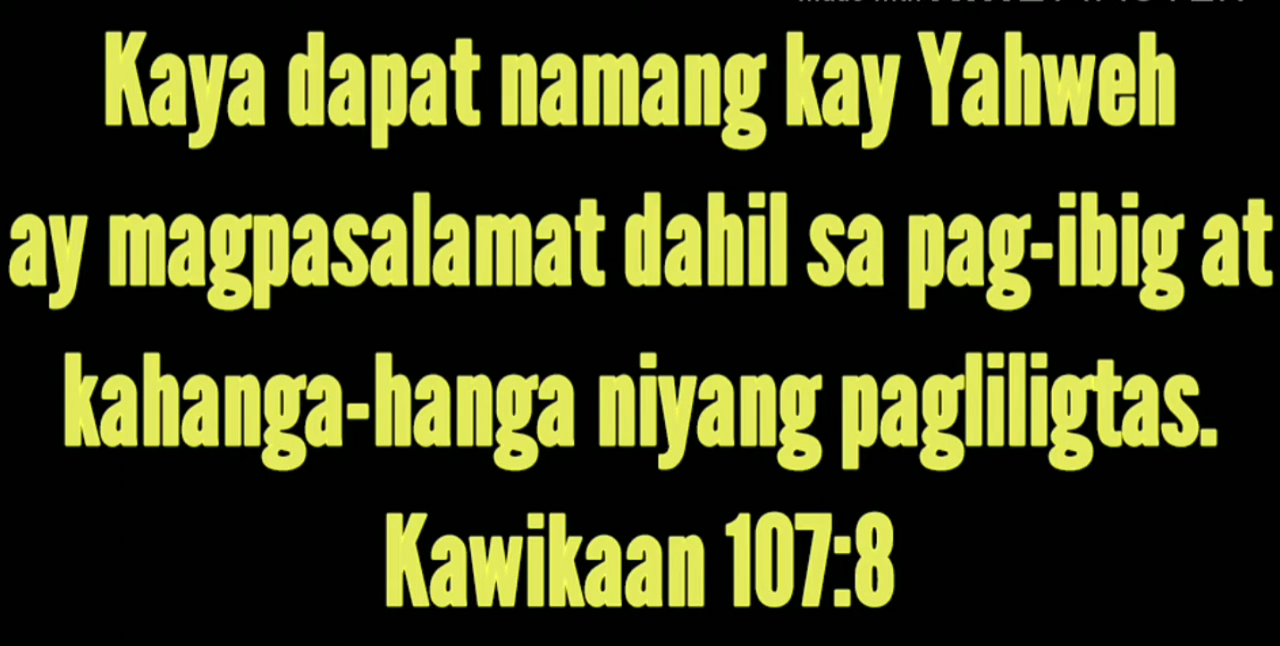 Kaya dapat namang kay Yahweh
ay magpasalamat dahil sa pag-ibig at
kahanga-hanga niyang pagliligtas.
Kawikaan 107:8